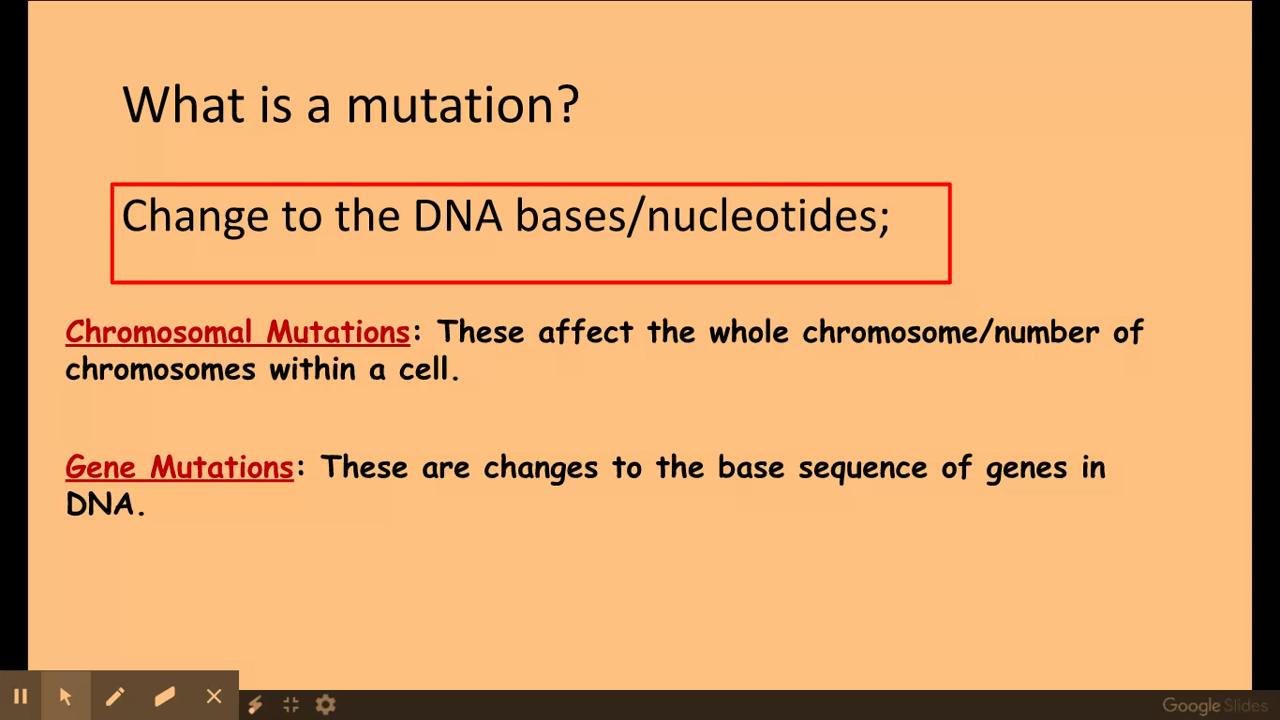 What is a mutation?
Change to the DNA bases/nucleotides;
Chromosomal Mutations: These affect the whole chromosome/number of
chromosomes within a cell.
Gene Mutations: These are changes to the base sequence of genes in
DNA.
Google Slides